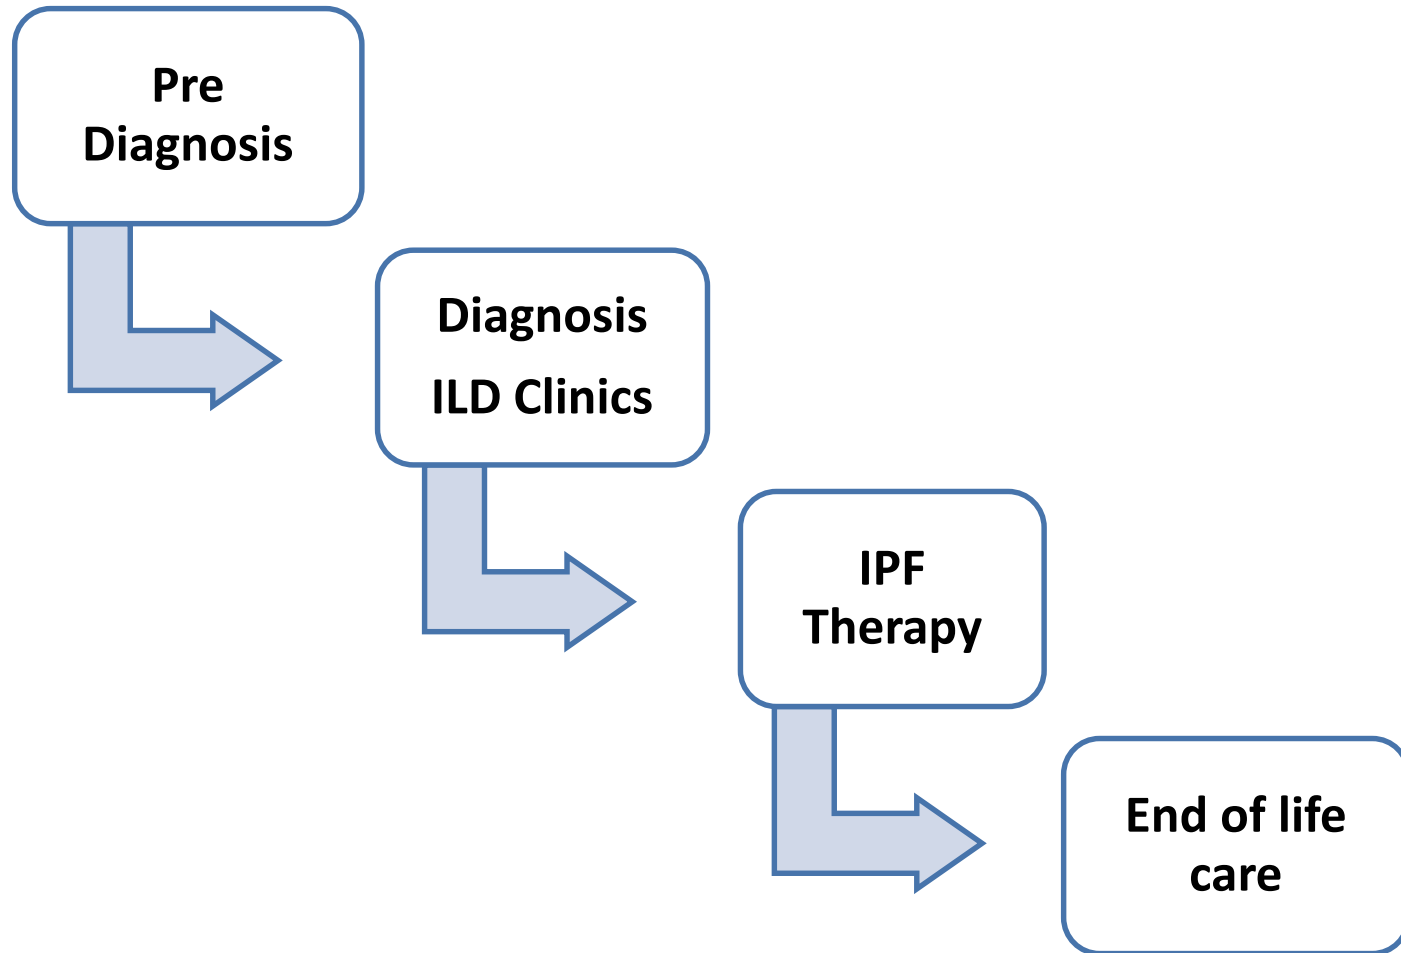 Pre
Diagnosis
Diagnosis
ILD Clinics
IPF
Therapy
End of life
care